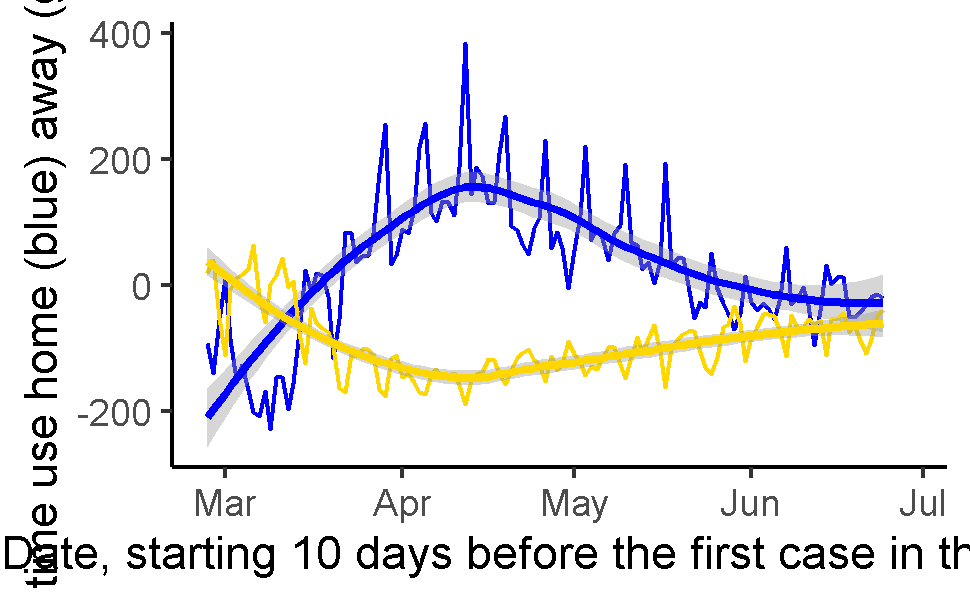 400
200
0
-200
time use home (blue) away (
Mar Apr May Jun Jul
Date, starting 10 days before the first case in th